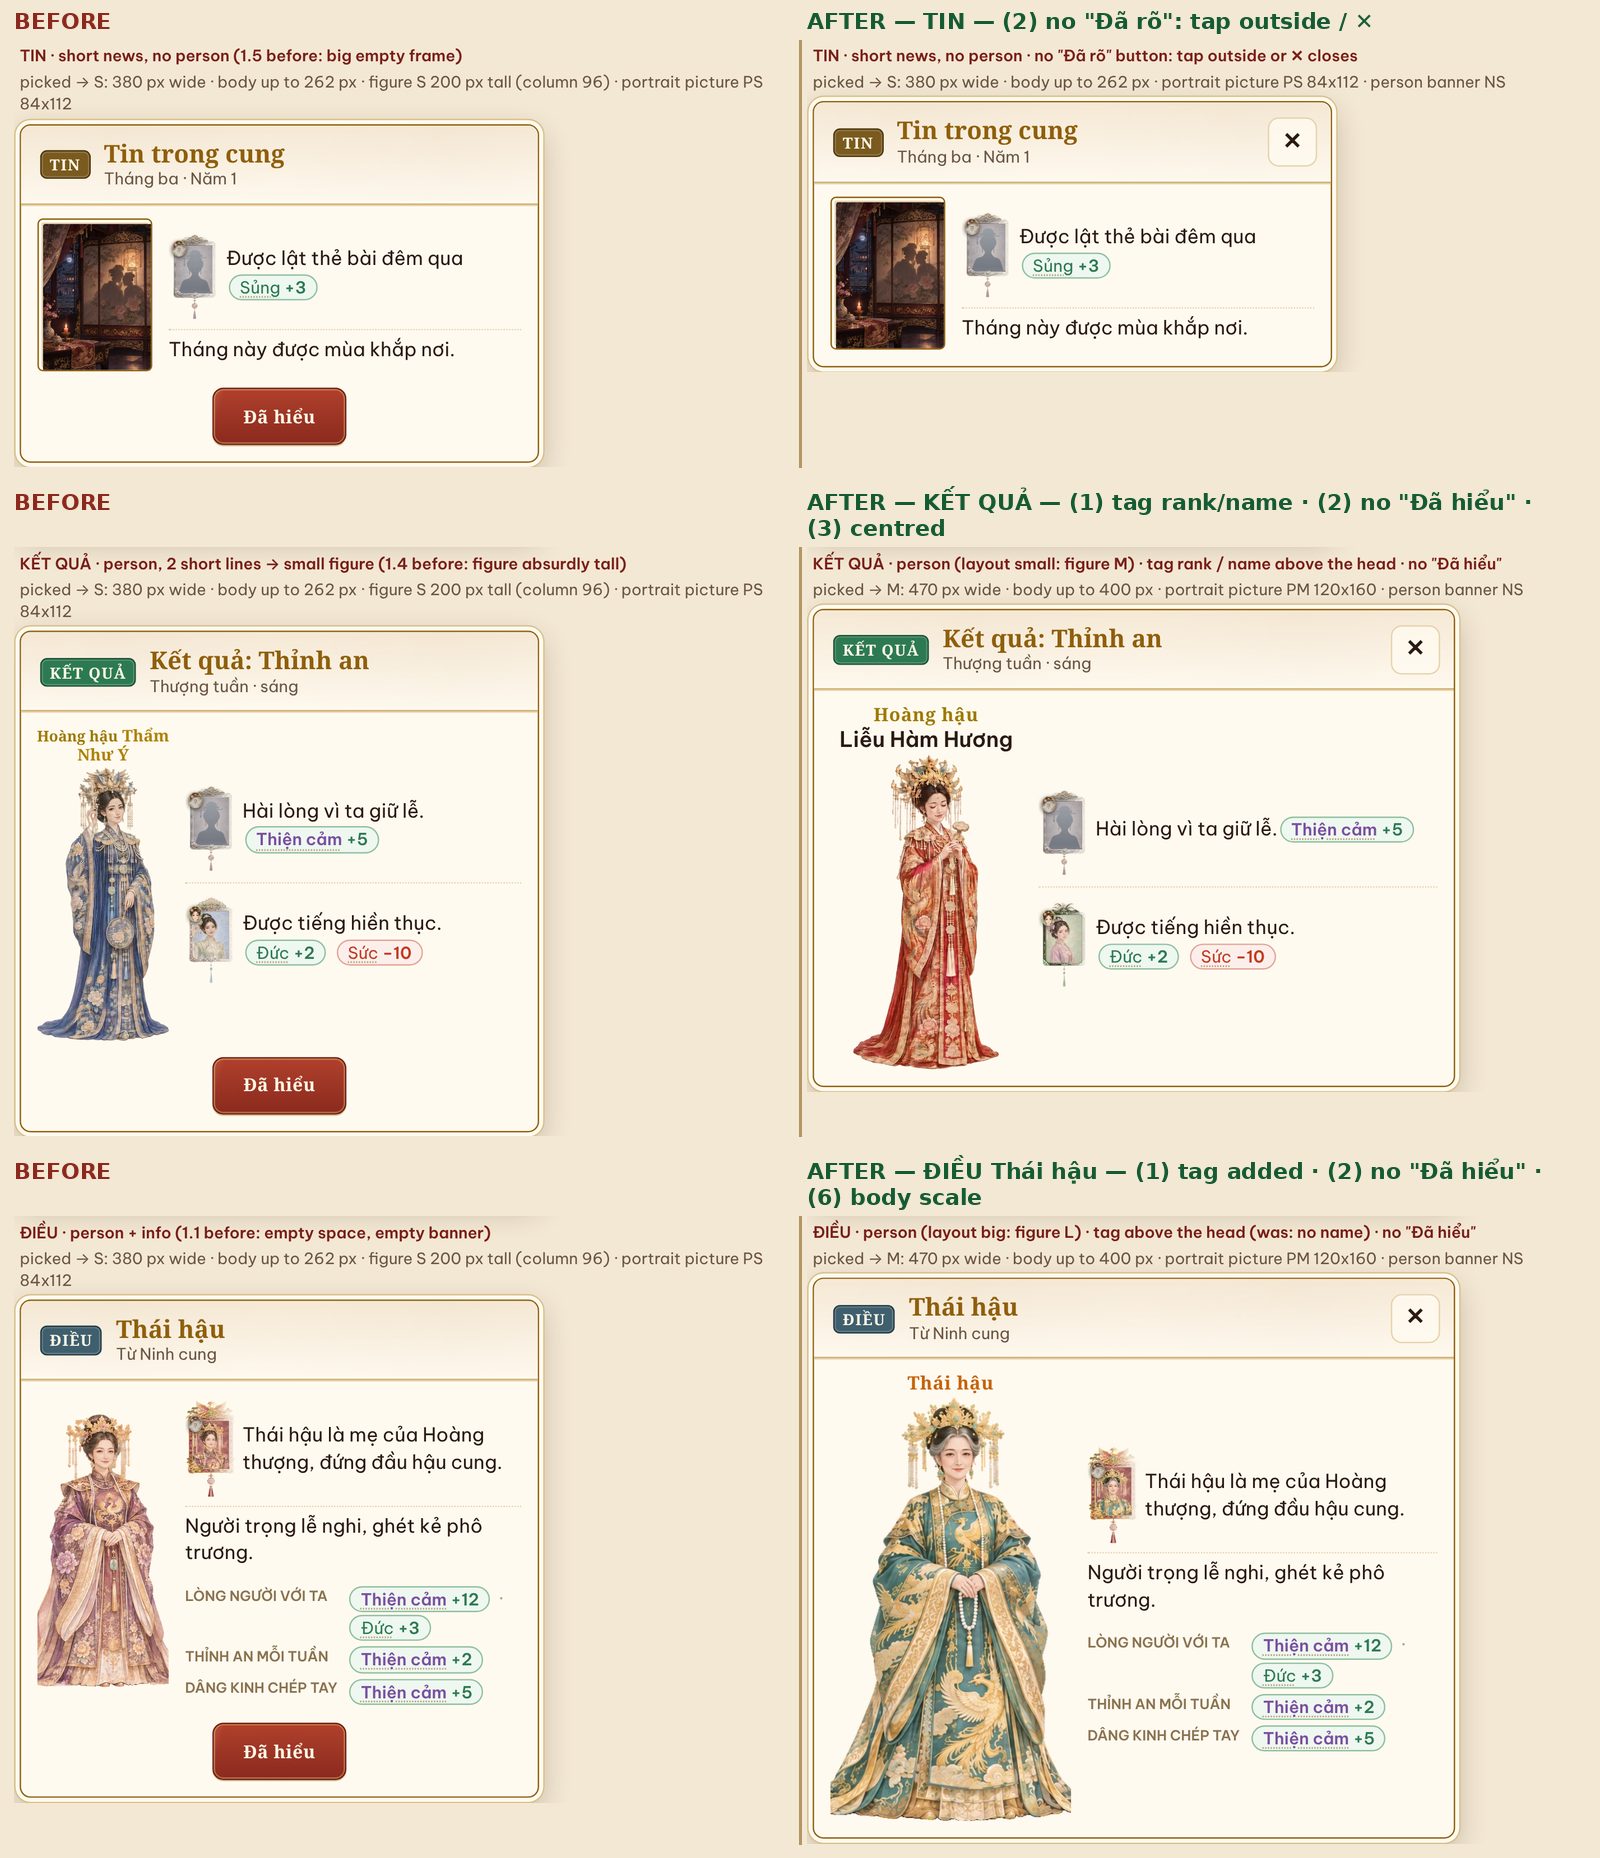 BEFORE
TIN · short news, no person (1.5 before: big empty frame)
picked → S: 380 px wide · body up to 262 px · figure S 200 px tall (column 96) · portrait picture PS
84x112
TIN
Tin trong cung
Tháng ba · Năm 1
Được lật thẻ bài đêm qua
Sủng +3
Tháng này được mùa khắp nơi.
Đã hiểu
AFTER — TIN — (2) no "Đã rõ": tap outside / ✕
TIN · short news, no person · no "Đã rõ" button: tap outside or ✕ closes
picked → S: 380 px wide · body up to 262 px · portrait picture PS 84x112 · person banner NS
TIN
Tin trong cung
Tháng ba · Năm 1
✕
Được lật thẻ bài đêm qua
Sủng +3
Tháng này được mùa khắp nơi.
BEFORE
KẾT QUẢ · person, 2 short lines → small figure (1.4 before: figure absurdly tall)
picked → S: 380 px wide · body up to 262 px · figure S 200 px tall (column 96) · portrait picture PS
84x112
KẾT QUẢ
Kết quả: Thỉnh an
Thượng tuần · sáng
Hoàng hậu Thẩm
Như Ý
Hài lòng vì ta giữ lễ.
Thiện cảm +5
Được tiếng hiền thục.
Đức +2 Sức −10
Đã hiểu
AFTER — KẾT QUẢ — (1) tag rank/name · (2) no "Đã hiểu" ·
(3) centred
KẾT QUẢ · person (layout small: figure M) · tag rank / name above the head · no "Đã hiểu"
picked → M: 470 px wide · body up to 400 px · portrait picture PM 120x160 · person banner NS
KẾT QUẢ
Kết quả: Thỉnh an
Thượng tuần · sáng
✕
Hoàng hậu
Liễu Hàm Hương
Hài lòng vì ta giữ lễ. Thiện cảm +5
Được tiếng hiền thục.
Đức +2 Sức −10
BEFORE
ĐIỀU · person + info (1.1 before: empty space, empty banner)
picked → S: 380 px wide · body up to 262 px · figure S 200 px tall (column 96) · portrait picture PS
84x112
ĐIỀU
Thái hậu
Từ Ninh cung
Thái hậu là mẹ của Hoàng
thượng, đứng đầu hậu cung.
Người trọng lễ nghi, ghét kẻ phô
trương.
LÒNG NGƯỜI VỚI TA Thiện cảm +12 ·
Đức +3
THỈNH AN MỖI TUẦN Thiện cảm +2
DÂNG KINH CHÉP TAY Thiện cảm +5
Đã hiểu
AFTER — ĐIỀU Thái hậu — (1) tag added · (2) no "Đã hiểu" ·
(6) body scale
ĐIỀU · person (layout big: figure L) · tag above the head (was: no name) · no "Đã hiểu"
picked → M: 470 px wide · body up to 400 px · portrait picture PM 120x160 · person banner NS
ĐIỀU
Thái hậu
Từ Ninh cung
✕
Thái hậu
Thái hậu là mẹ của Hoàng
thượng, đứng đầu hậu cung.
Người trọng lễ nghi, ghét kẻ phô
trương.
LÒNG NGƯỜI VỚI TA Thiện cảm +12 ·
Đức +3
THỈNH AN MỖI TUẦN Thiện cảm +2
DÂNG KINH CHÉP TAY Thiện cảm +5